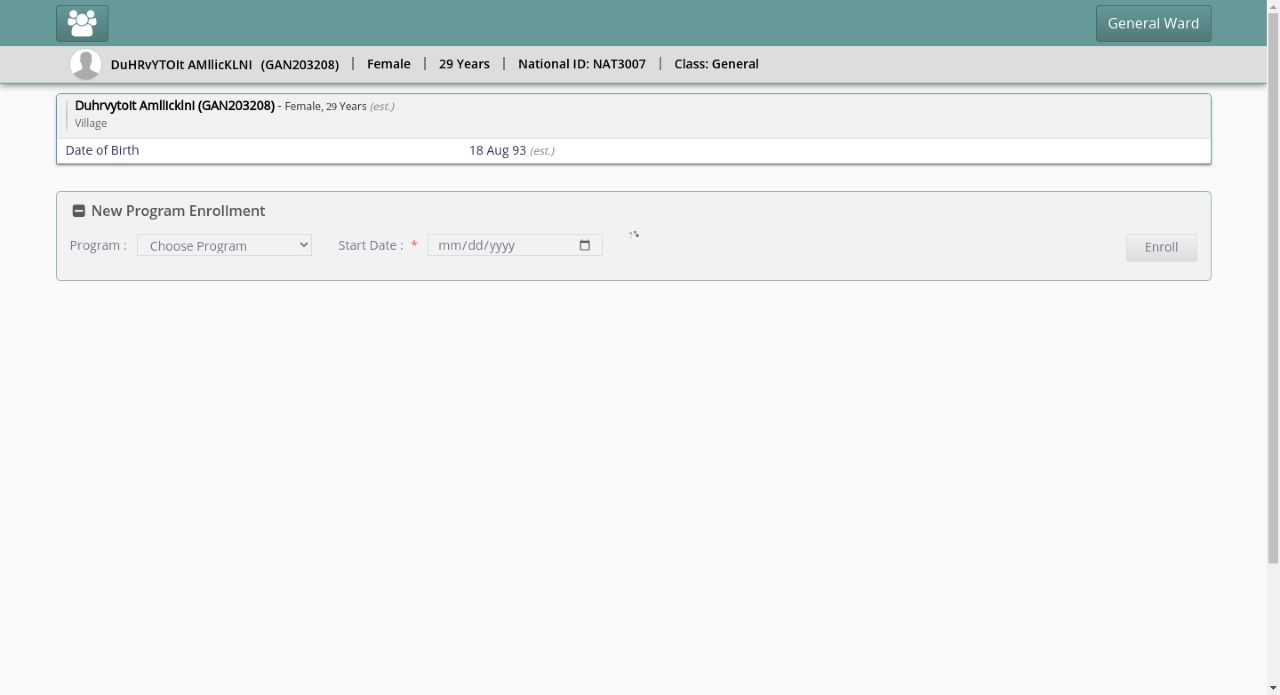 General Ward
DuHRvYTOIt AMllicKLNI (GAN203208) | Female | 29 Years | National ID: NAT3007 | Class: General
Duhrvytoit Amllicklni (GAN203208) - Female, 29 Years (est.)
Village
Date of Birth 18 Aug 93 (est.)
New Program Enrollment
Program : Choose Program Start Date : * mm/dd/yyyy Enroll